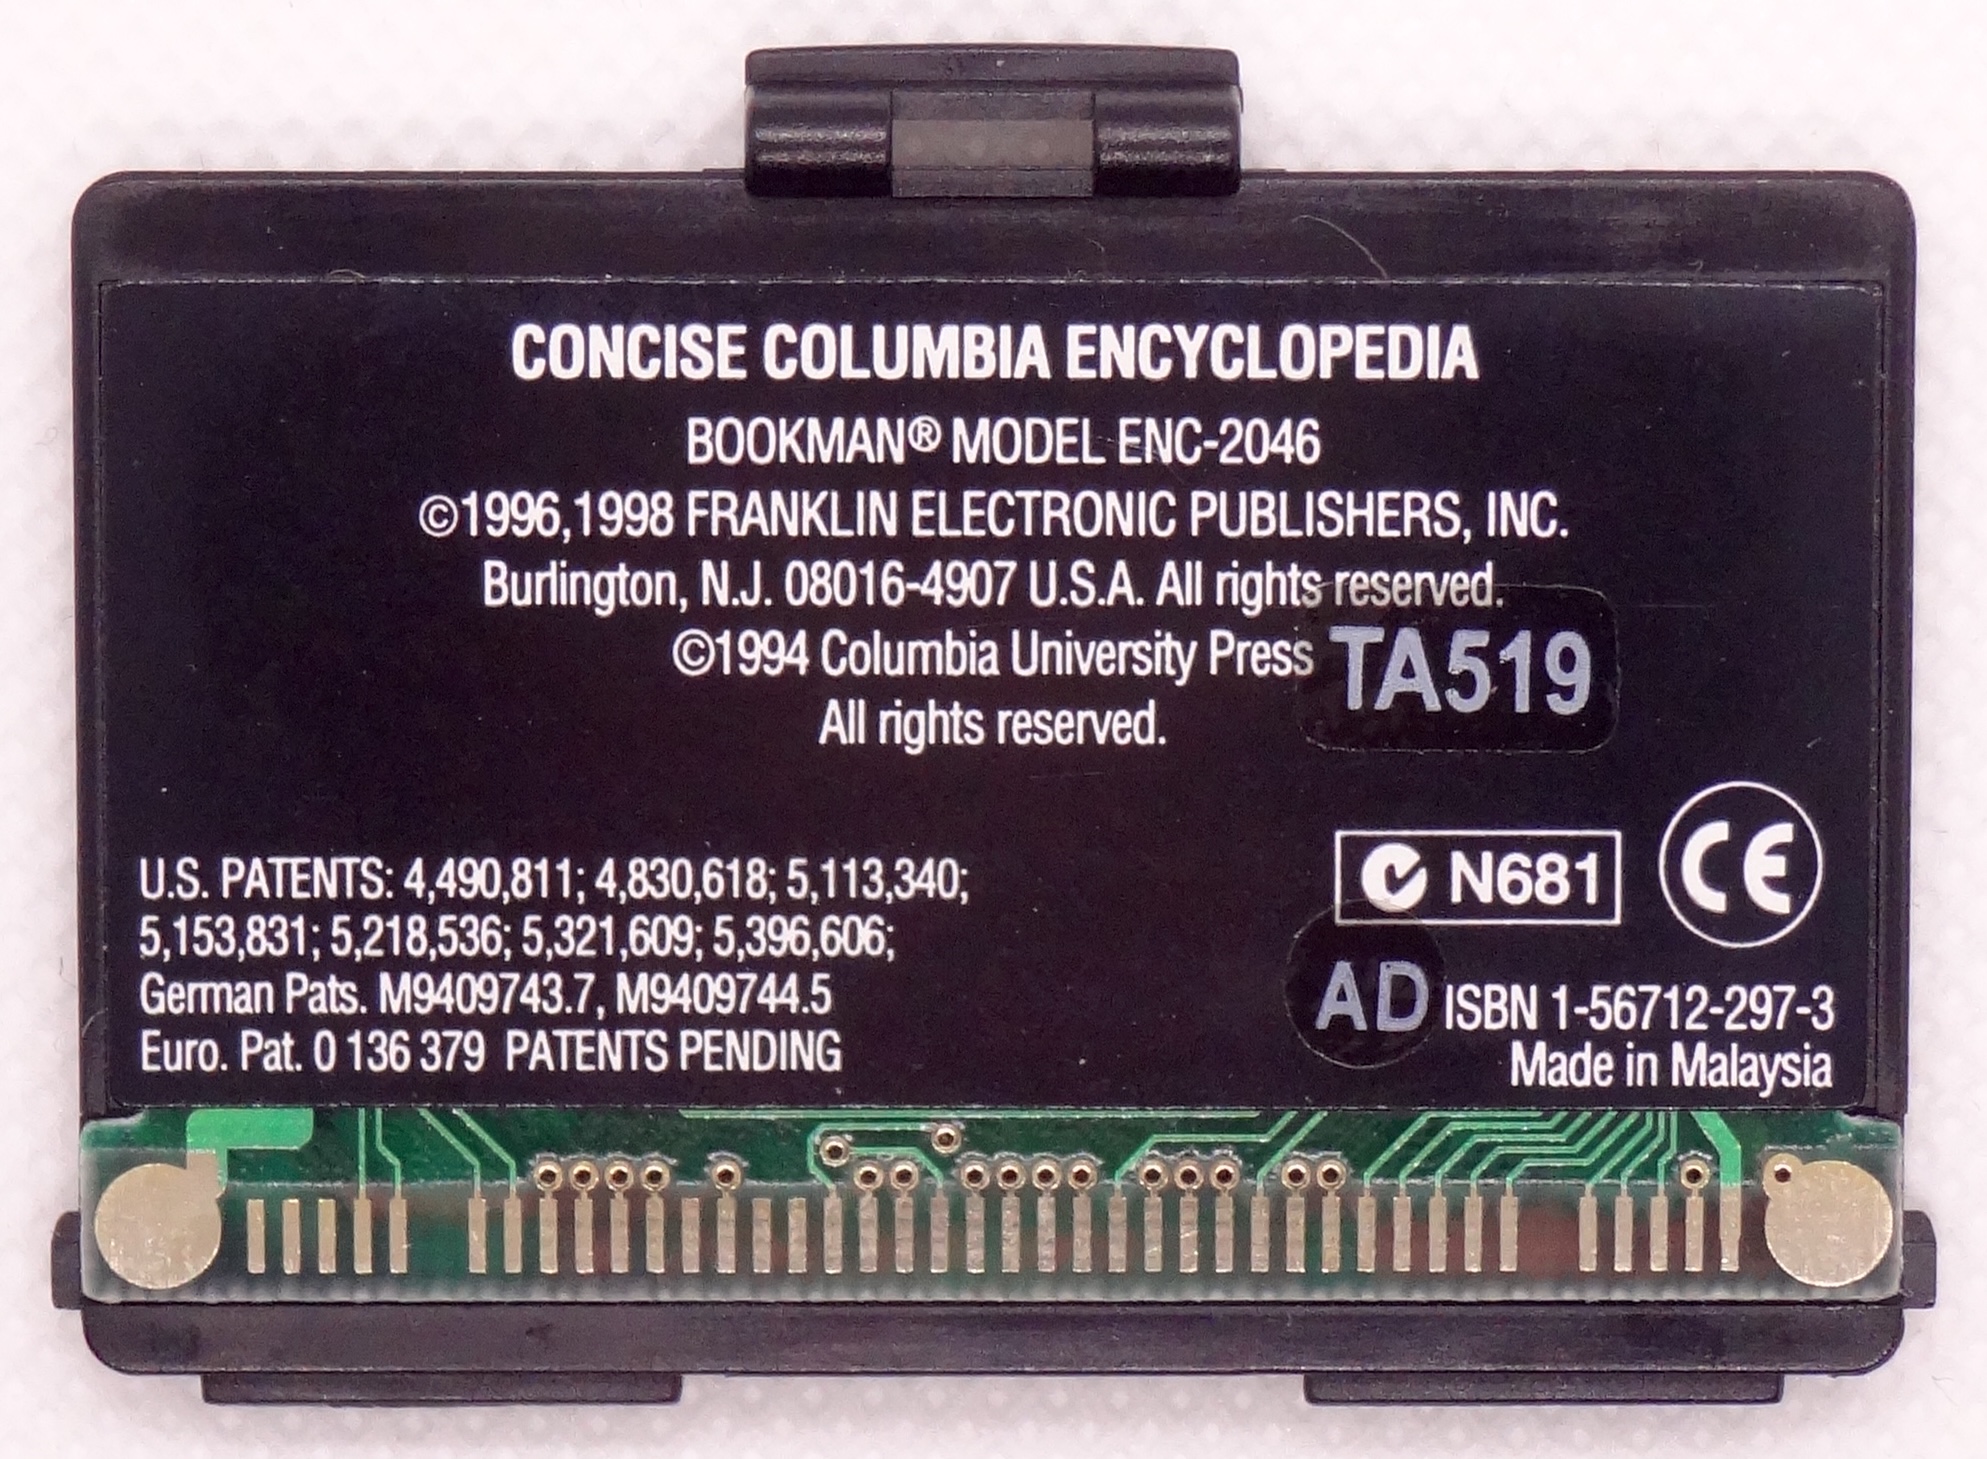 CONCISE COLUMBIA ENCYCLOPEDIA
BOOKMAN® MODEL ENC-2046
©1996,1998 FRANKLIN ELECTRONIC PUBLISHERS, INC.
Burlington, N.J. 08016-4907 U.S.A. All rights reserved.
©1994 Columbia University Press
TA519
All rights reserved.
U.S. PATENTS: 4,490,811; 4,830,618; 5,113,340;
5,153,831; 5,218,536; 5,321,609; 5,396,606;
German Pats. M9409743.7, M9409744.5
Euro. Pat. 0 136 379 PATENTS PENDING
N681
CE
AD
ISBN 1-56712-297-3
Made in Malaysia